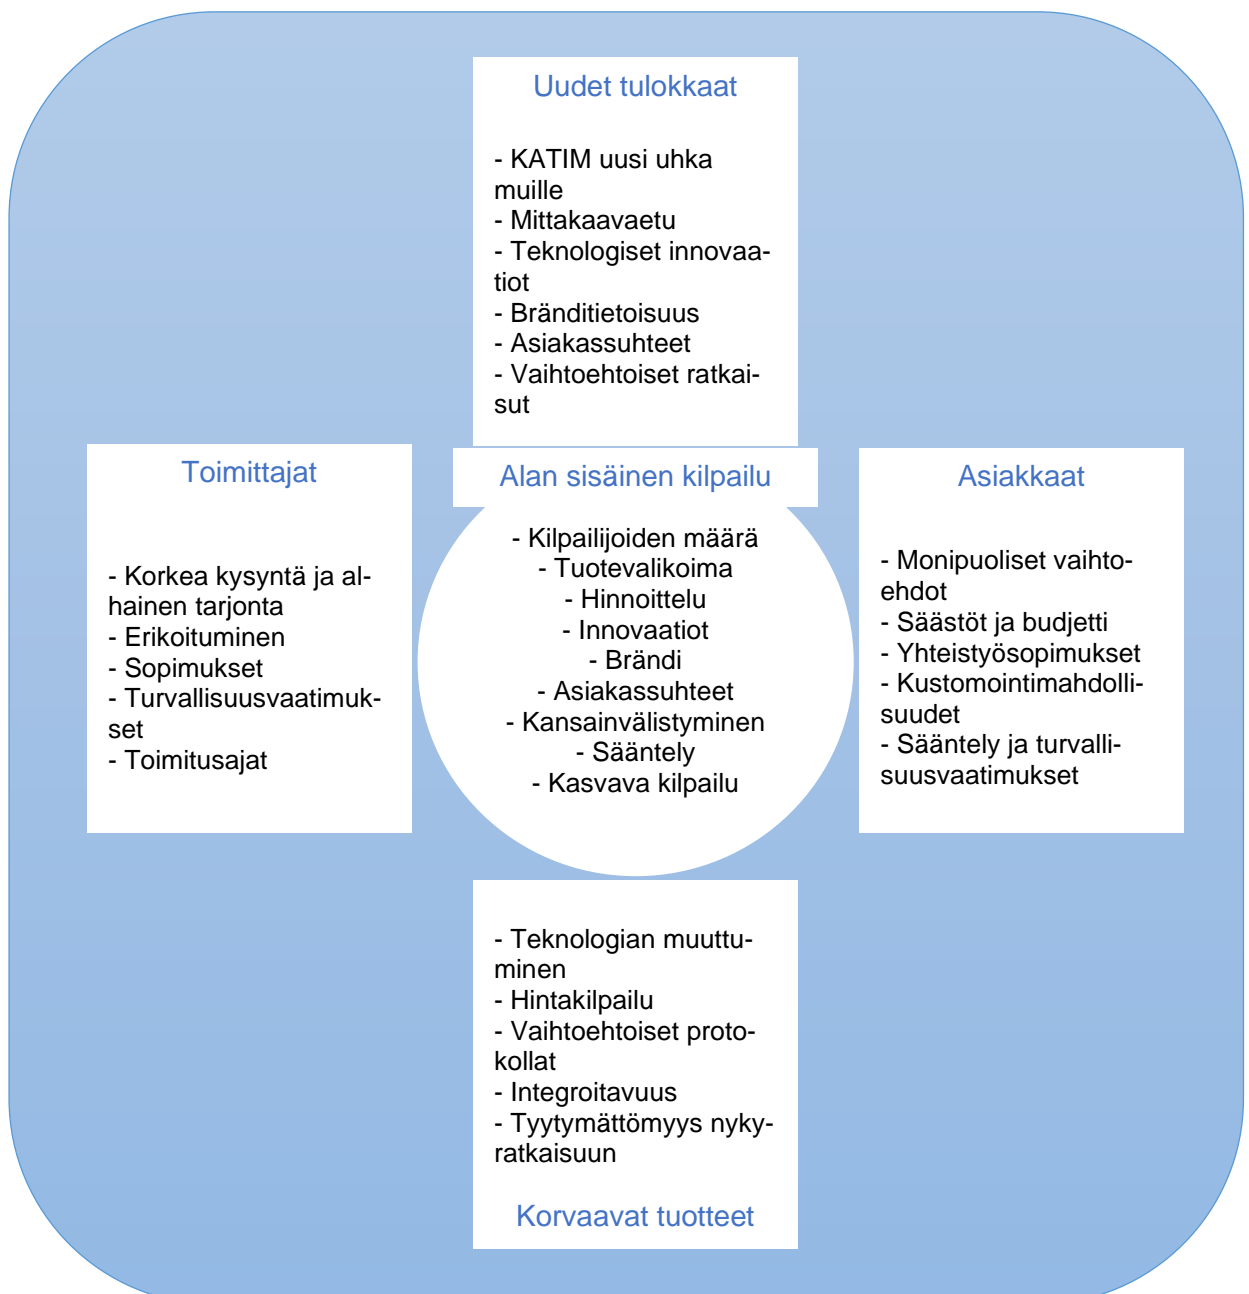 Uudet tulokkaat
- KATIM uusi uhka
muille
- Mittakaavaetu
- Teknologiset innovaa-
tiot
- Bränditietoisuus
- Asiakassuhteet
- Vaihtoehtoiset ratkai-
sut
Toimittajat
- Korkea kysyntä ja al-
hainen tarjonta
- Erikoituminen
- Sopimukset
- Turvallisuusvaatimuk-
set
- Toimitusajat
Alan sisäinen kilpailu
- Kilpailijoiden määrä
- Tuotevalikoima
- Hinnoittelu
- Innovaatiot
- Brändi
- Asiakassuhteet
- Kansainvälistyminen
- Sääntely
- Kasvava kilpailu
Asiakkaat
- Monipuoliset vaihto-
ehdot
- Säästöt ja budjetti
- Yhteistyösopimukset
- Kustomointimahdolli-
suudet
- Sääntely ja turvalli-
suusvaatimukset
- Teknologian muuttu-
minen
- Hintakilpailu
- Vaihtoehtoiset proto-
kollat
- Integroitavuus
- Tyytymättömyys nyky-
ratkaisuun
Korvaavat tuotteet